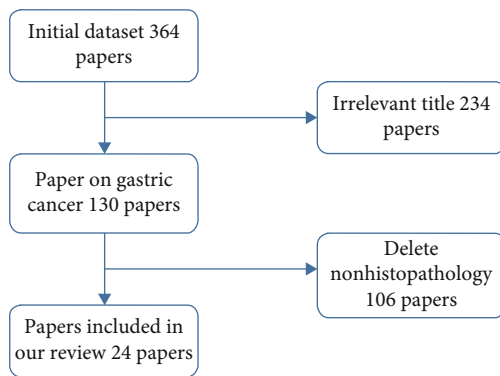 Initial dataset 364
papers
Irrelevant title 234
papers
Paper on gastric
cancer 130 papers
Delete
nonhistopathology
106 papers
Papers included in
our review 24 papers